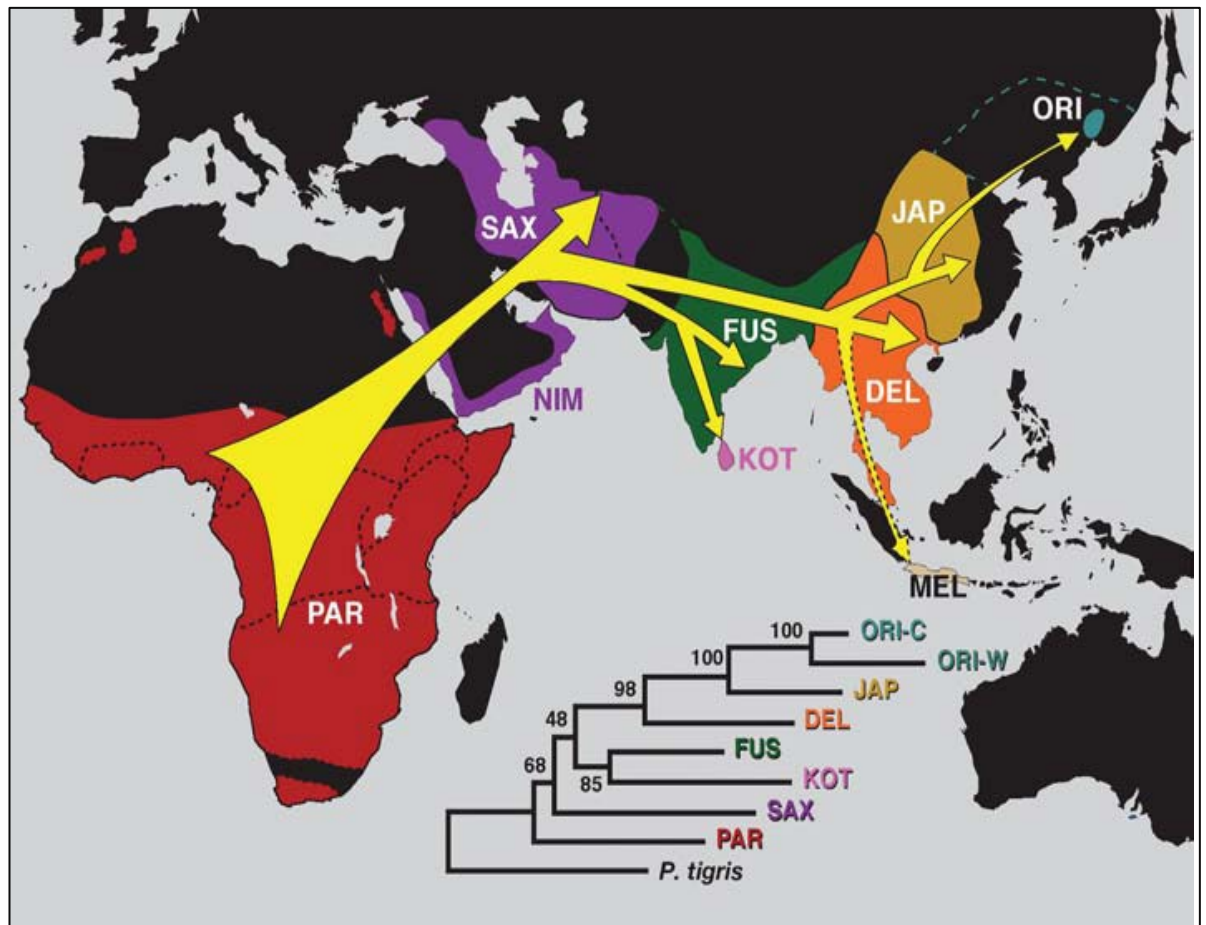 ORI
JAP
SAX
FUS
NIM
DEL
KOT
MEL
PAR
100
ORI-C
100
ORI-W
98
JAP
48
DEL
FUS
68
85
KOT
SAX
PAR
P. tigris